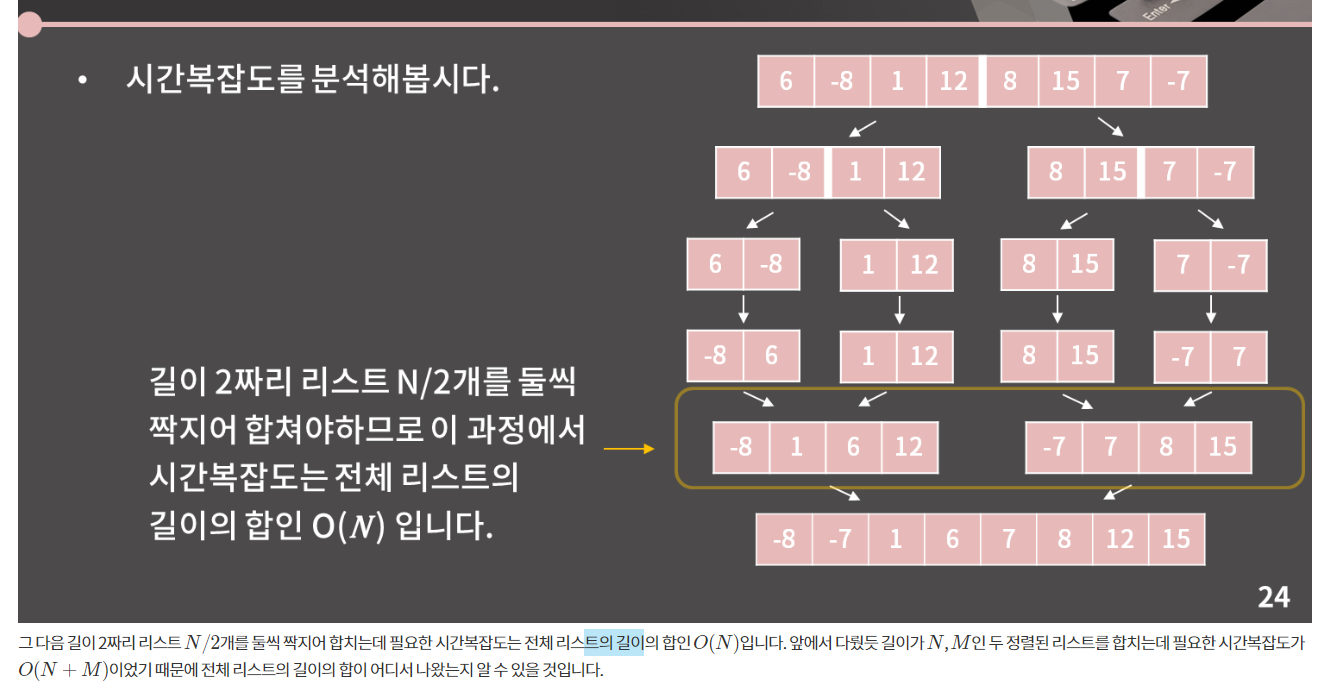 Enter
• 시간복잡도를 분석해봅시다.
6 -8 1 12 8 15 7 -7
6 -8 1 12 8 15 7 -7
6 -8 1 12 8 15 7 -7
-8 6 1 12 8 15 -7 7
길이 2짜리 리스트 N/2개를 둘씩
짝지어 합쳐야하므로 이 과정에서
시간복잡도는 전체 리스트의
길이의 합인 O(N) 입니다.
-8 1 6 12 -7 7 8 15
-8 -7 1 6 7 8 12 15
24
그 다음 길이 2짜리 리스트 N/2개를 둘씩 짝지어 합치는데 필요한 시간복잡도는 전체 리스트의 길이의 합인 O(N)입니다. 앞에서 다뤘듯 길이가 N, M인 두 정렬된 리스트를 합치는데 필요한 시간복잡도가
O(N + M)이었기 때문에 전체 리스트의 길이의 합이 어디서 나왔는지 알 수 있을 것입니다.